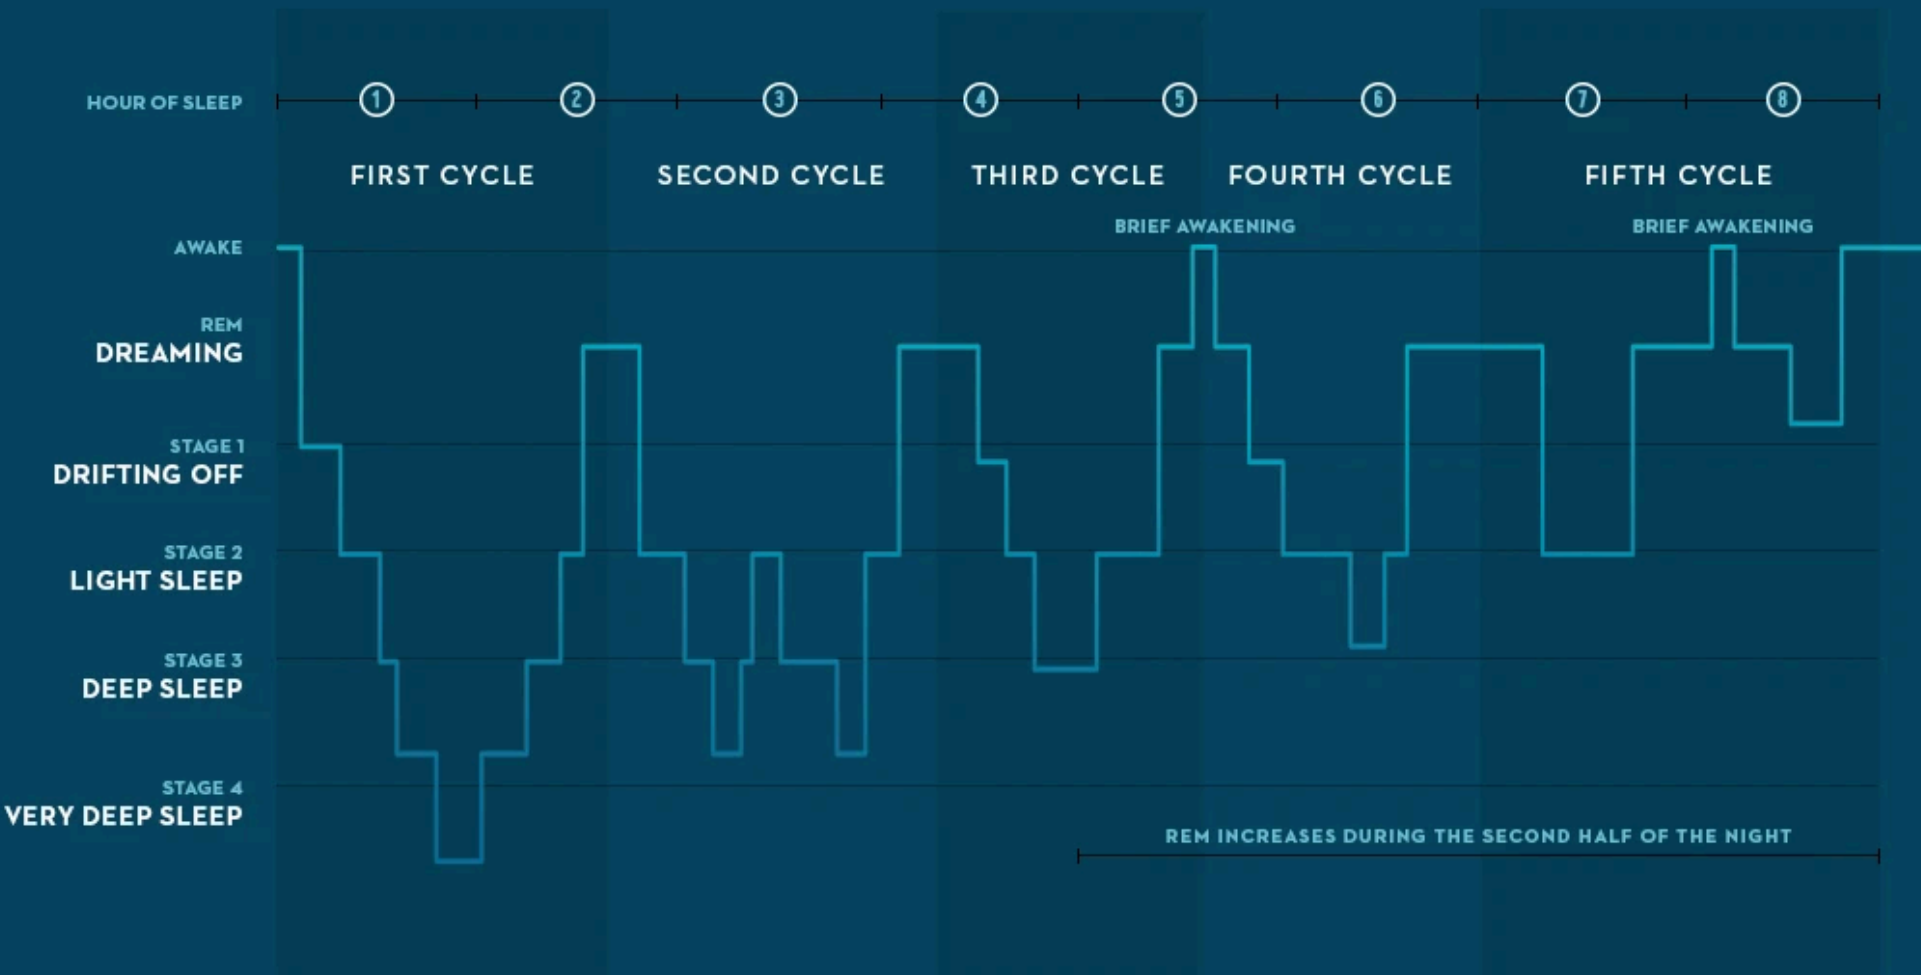 HOUR OF SLEEP 1 2 3 4 5 6 7 8
FIRST CYCLE SECOND CYCLE THIRD CYCLE FOURTH CYCLE FIFTH CYCLE
BRIEF AWAKENING BRIEF AWAKENING
AWAKE
REM
DREAMING
STAGE 1
DRIFTING OFF
STAGE 2
LIGHT SLEEP
STAGE 3
DEEP SLEEP
STAGE 4
VERY DEEP SLEEP
REM INCREASES DURING THE SECOND HALF OF THE NIGHT